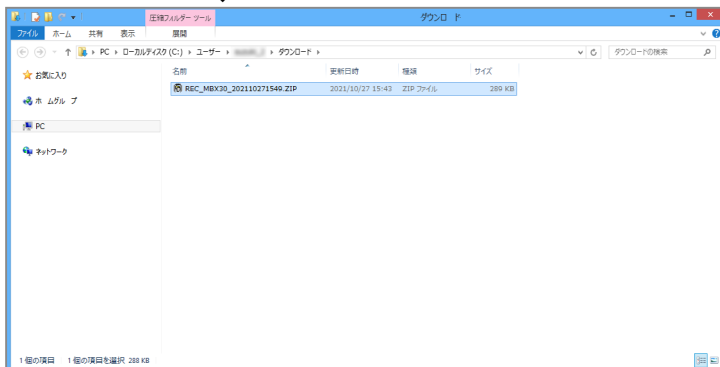 圧縮フォルダー ツール ダウンロ ド
ファイル ホーム 共有 表示 展開
PC ローカルディスク (C:) ユーザー ダウンロード ダウンロードの検索
お気に入り 名前 更新日時 種類 サイズ
REC_MBX30_202110271549.ZIP 2021/10/27 15:43 ZIP ファイル 289 KB
ホ ムグル プ
PC
ネットワーク
1 個の項目 1 個の項目を選択 288 KB